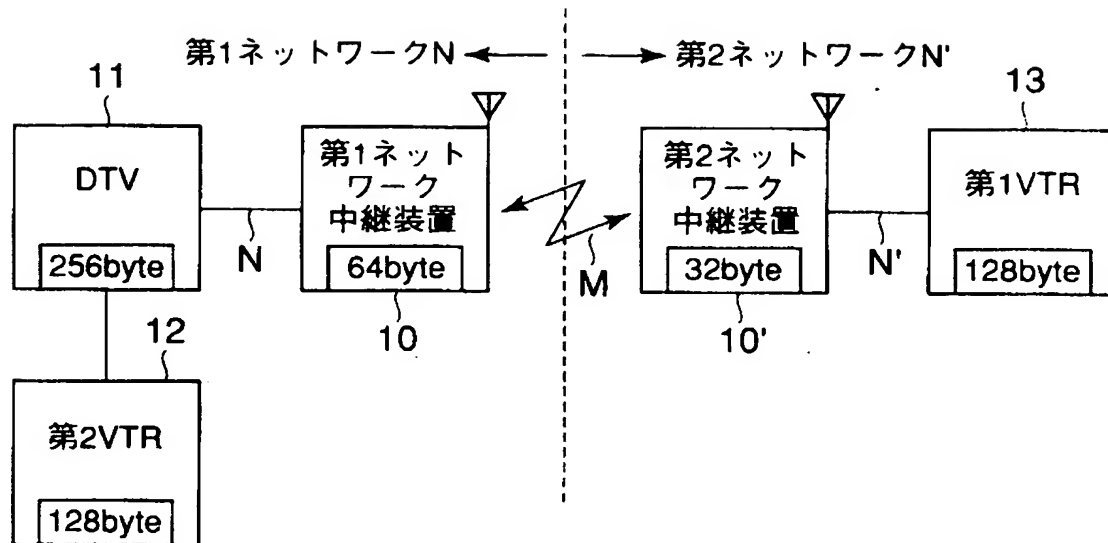 第1ネットワークN
第2ネットワークN'
11
13
DTV
256byte
N
第1ネット
ワーク
中継装置
64byte
10
M
第2ネット
ワーク
中継装置
32byte
10'
N'
第1VTR
128byte
12
第2VTR
128byte